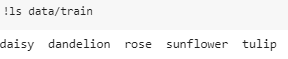 !ls data/train
daisy dandelion rose sunflower tulip